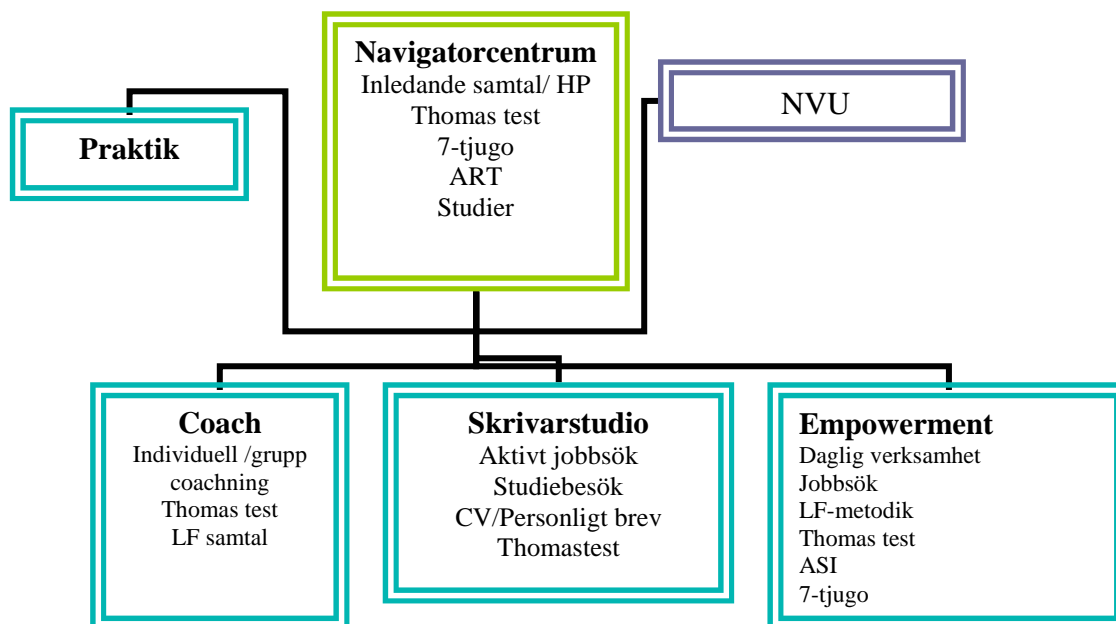 Navigatorcentrum
Inledande samtal/ HP
Thomas test
7-tjugo
ART
Studier
NVU
Praktik
Coach
Individuell /grupp
coachning
Thomas test
LF samtal
Skrivarstudio
Aktivt jobbsök
Studiebesök
CV/Personligt brev
Thomastest
Empowerment
Daglig verksamhet
Jobbsök
LF-metodik
Thomas test
ASI
7-tjugo